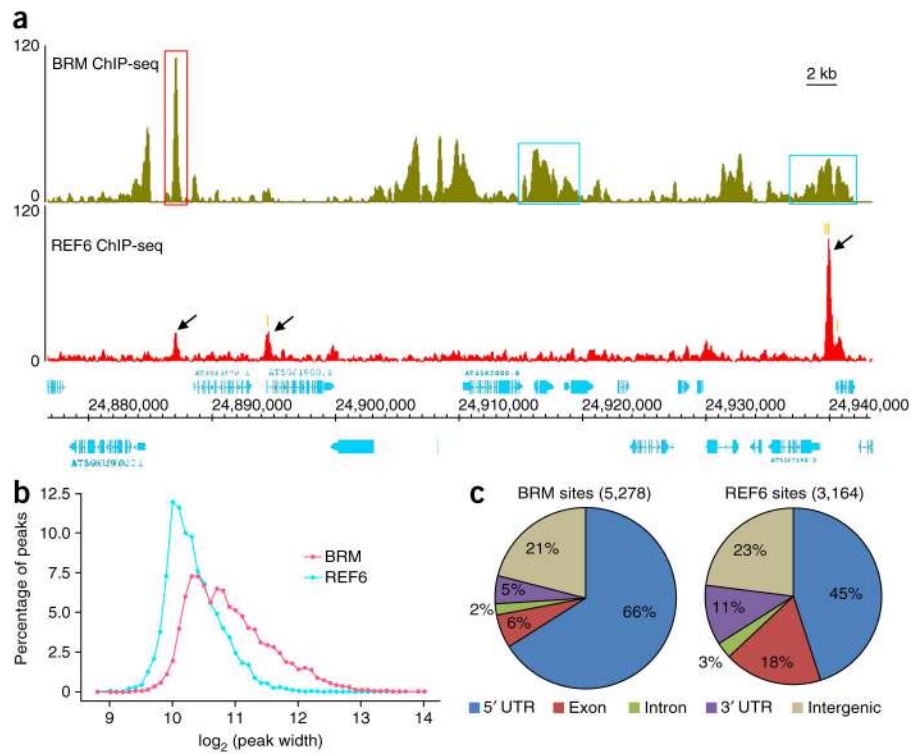 a
120
BRM ChIP-seq
2 kb
0
120
REF6 ChIP-seq
0
24,880,000 24,890,000 24,900,000 24,910,000 24,920,000 24,930,000 24,940,000
b
12.5
10.0
7.5
5.0
2.5
0
Percentage of peaks
BRM
REF6
9 10 11 12 13 14
log₂ (peak width)
c
BRM sites (5,278) REF6 sites (3,164)
21% 23%
5% 11%
2% 3%
6% 18%
66% 45%
5′ UTR Exon Intron 3′ UTR Intergenic